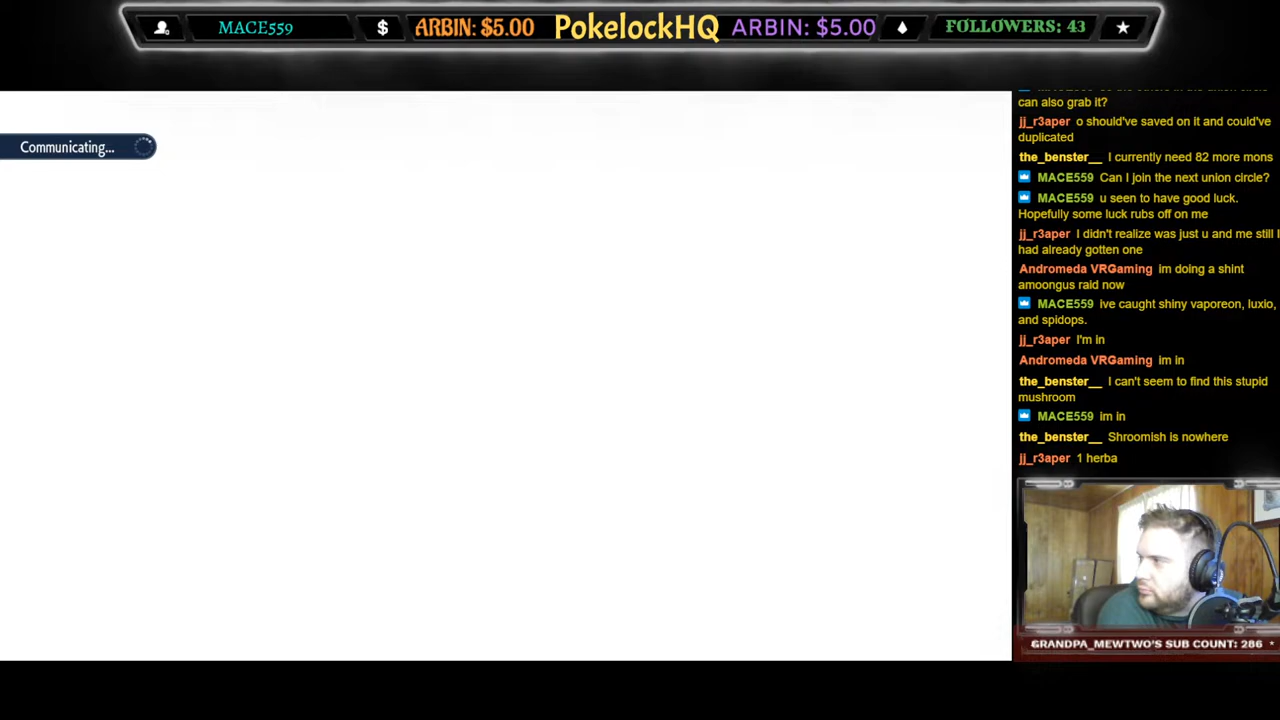 MACE559 $ ARBIN: $5.00 PokelockHQ ARBIN: $5.00 FOLLOWERS: 43
Communicating...
can also grab it?
jj_r3aper o should've saved on it and could've
duplicated
the_benster__ I currently need 82 more mons
MACE559 Can I join the next union circle?
MACE559 u seen to have good luck.
Hopefully some luck rubs off on me
jj_r3aper I didn't realize was just u and me still I
had already gotten one
Andromeda VRGaming im doing a shint
amoongus raid now
MACE559 ive caught shiny vaporeon, luxio,
and spidops.
jj_r3aper I'm in
Andromeda VRGaming im in
the_benster__ I can't seem to find this stupid
mushroom
MACE559 im in
the_benster__ Shroomish is nowhere
jj_r3aper 1 herba
GRANDPA_MEWTWO'S SUB COUNT: 286 *